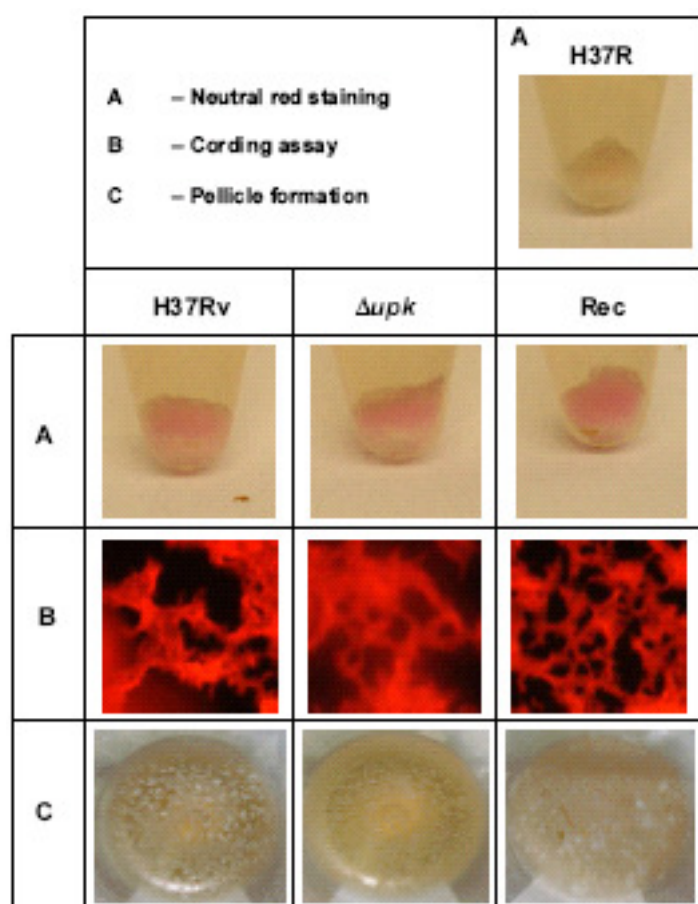 A
H37R
A – Neutral red staining
B – Cording assay
C – Pellicle formation
H37Rv Δupk Rec
A
B
C